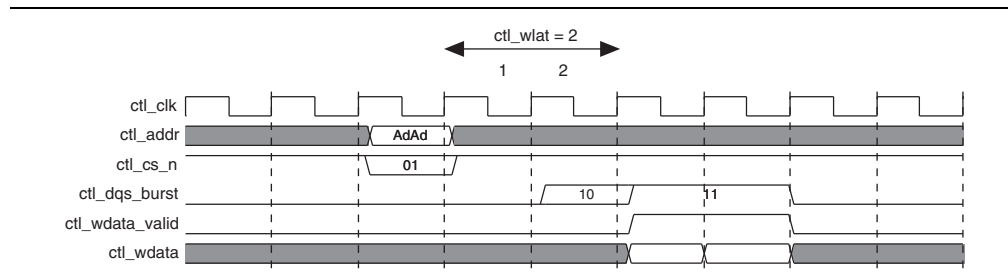 ctl_wlat = 2
1 2
ctl_clk
ctl_addr AdAd
ctl_cs_n 01
ctl_dqs_burst 10 11
ctl_wdata_valid
ctl_wdata